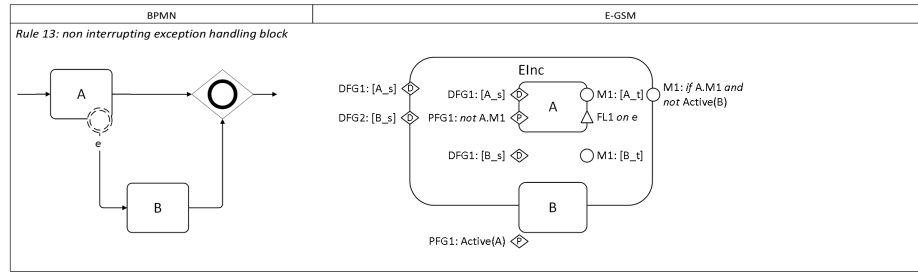 BPMN E-GSM
Rule 13: non interrupting exception handling block
EInc
DFG1: [A_s] D DFG1: [A_s] D M1: [A_t] M1: if A.M1 and
A A not Active(B)
DFG2: [B_s] D PFG1: not A.M1 P FL1 on e
e
DFG1: [B_s] D M1: [B_t]
B B
PFG1: Active(A) P